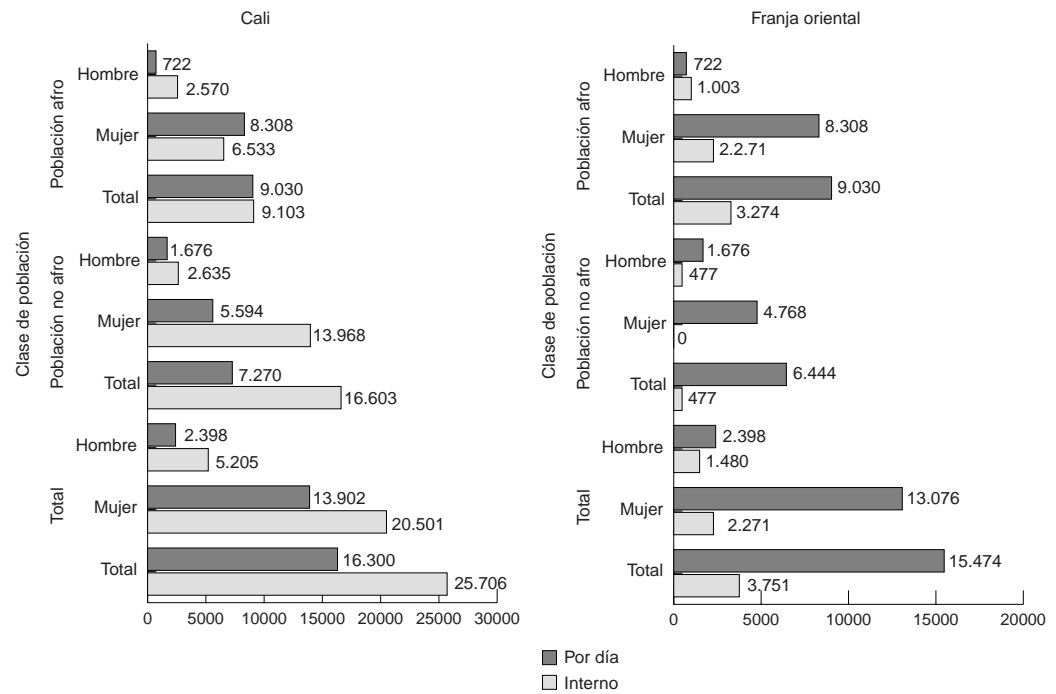 Cali
Clase de población
Población afro
Hombre
722
2.570
Mujer
8.308
6.533
Total
9.030
9.103
Población no afro
Hombre
1.676
2.635
Mujer
5.594
13.968
Total
7.270
16.603
Total
Hombre
2.398
5.205
Mujer
13.902
20.501
Total
16.300
25.706
0 5000 10000 15000 20000 25000 30000
Franja oriental
Clase de población
Población afro
Hombre
722
1.003
Mujer
8.308
2.2.71
Total
9.030
3.274
Población no afro
Hombre
1.676
477
Mujer
4.768
0
Total
6.444
477
Total
Hombre
2.398
1.480
Mujer
13.076
2.271
Total
15.474
3.751
0 5000 10000 15000 20000
Por día
Interno